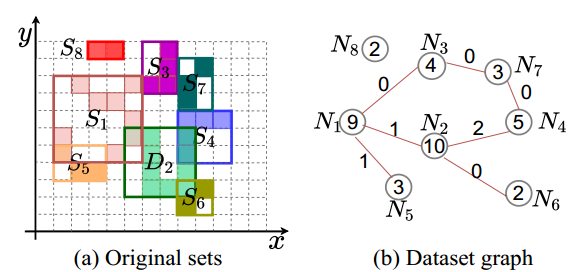 y
S8
S3
S7
S1
S4
S5
D2
S6
x
(a) Original sets
N8 2
N3 4
0
3 N7
0
0
N1 9
1
N2 10
2
5 N4
1
0
3 N5
2 N6
(b) Dataset graph